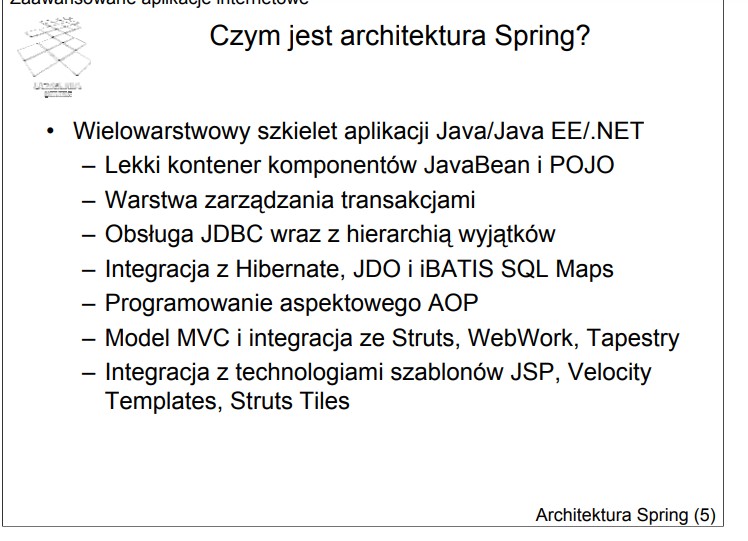 Zaawansowane aplikacje internetowe
Czym jest architektura Spring?
UCZELNIA
ONLINE
• Wielowarstwowy szkielet aplikacji Java/Java EE/.NET
– Lekki kontener komponentów JavaBean i POJO
– Warstwa zarządzania transakcjami
– Obsługa JDBC wraz z hierarchią wyjątków
– Integracja z Hibernate, JDO i iBATIS SQL Maps
– Programowanie aspektowego AOP
– Model MVC i integracja ze Struts, WebWork, Tapestry
– Integracja z technologiami szablonów JSP, Velocity
Templates, Struts Tiles
Architektura Spring (5)